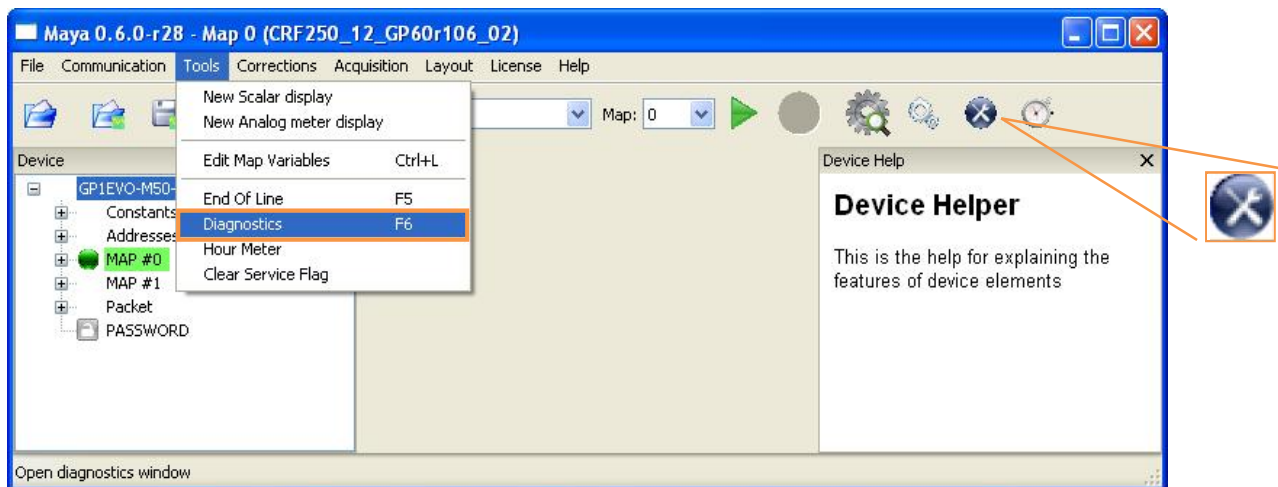 Maya 0.6.0-r28 - Map 0 (CRF250_12_GP60r106_02)
File Communication Tools Corrections Acquisition Layout License Help
New Scalar display
New Analog meter display
Edit Map Variables Ctrl+L
End Of Line F5
Diagnostics F6
Hour Meter
Clear Service Flag
Map: 0
Device
GP1EVO-M50-
Constants
Addresses
MAP #0
MAP #1
Packet
PASSWORD
Device Help
Device Helper
This is the help for explaining the
features of device elements
Open diagnostics window